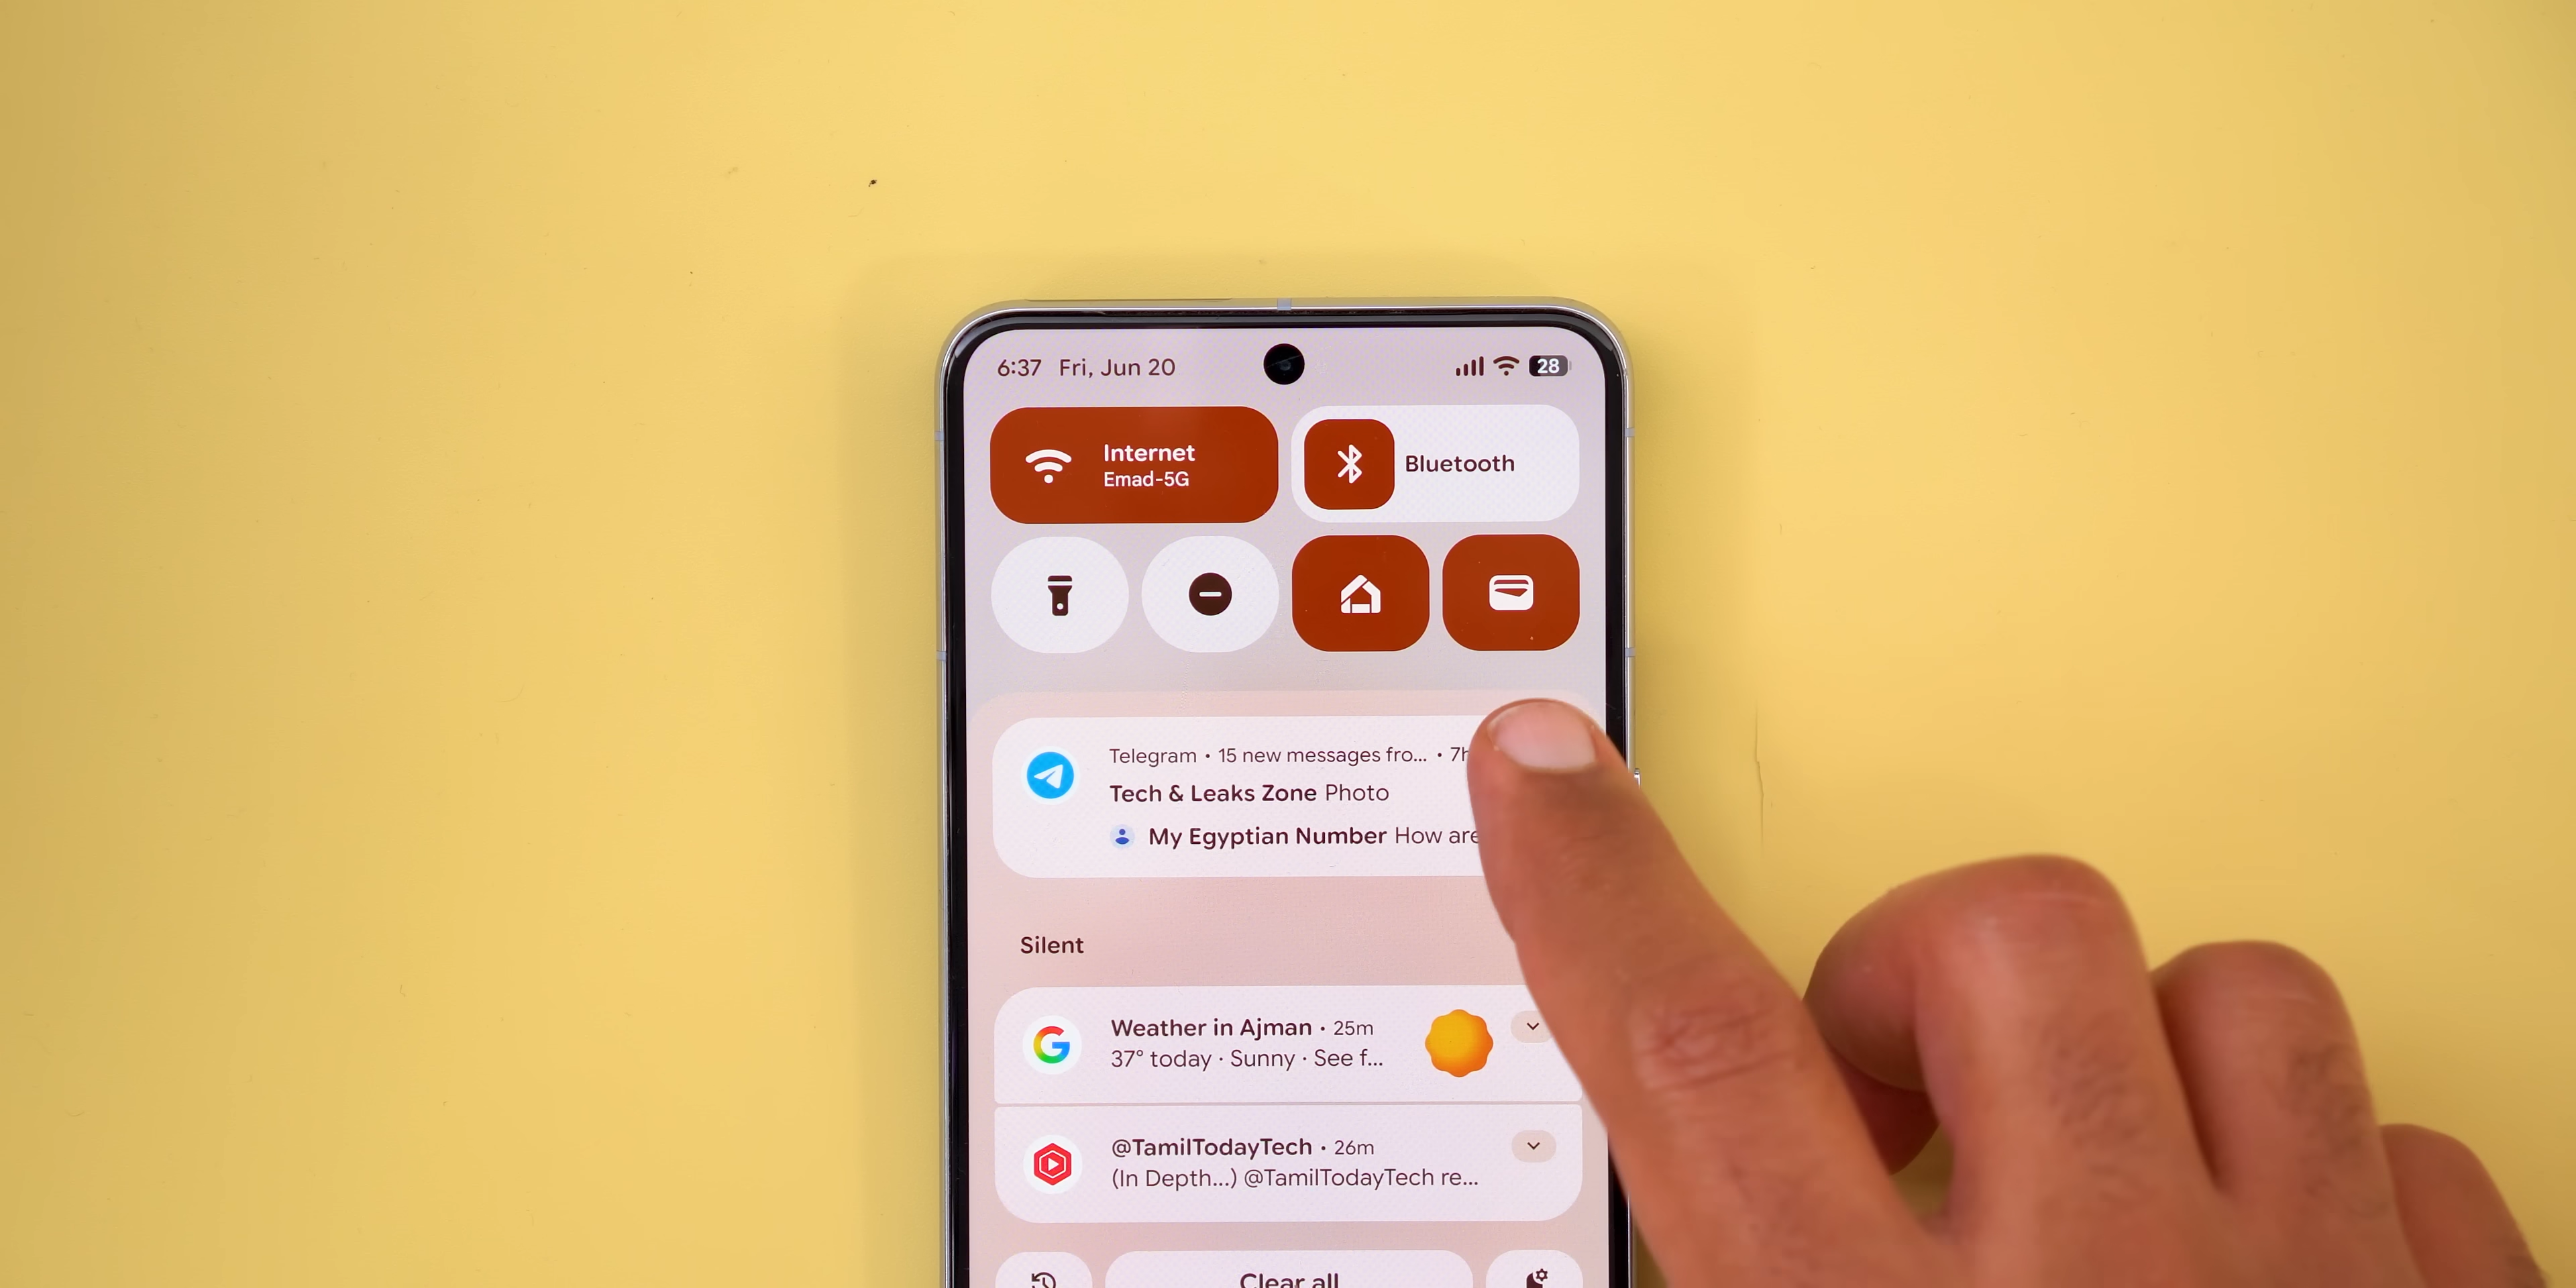 6:37 Fri, Jun 20 28
Internet
Emad-5G
Bluetooth
Telegram • 15 new messages fro... • 7h
Tech & Leaks Zone Photo
My Egyptian Number How are
Silent
Weather in Ajman • 25m
37° today · Sunny · See f...
@TamilTodayTech • 26m
(In Depth...) @TamilTodayTech re...
Clear all